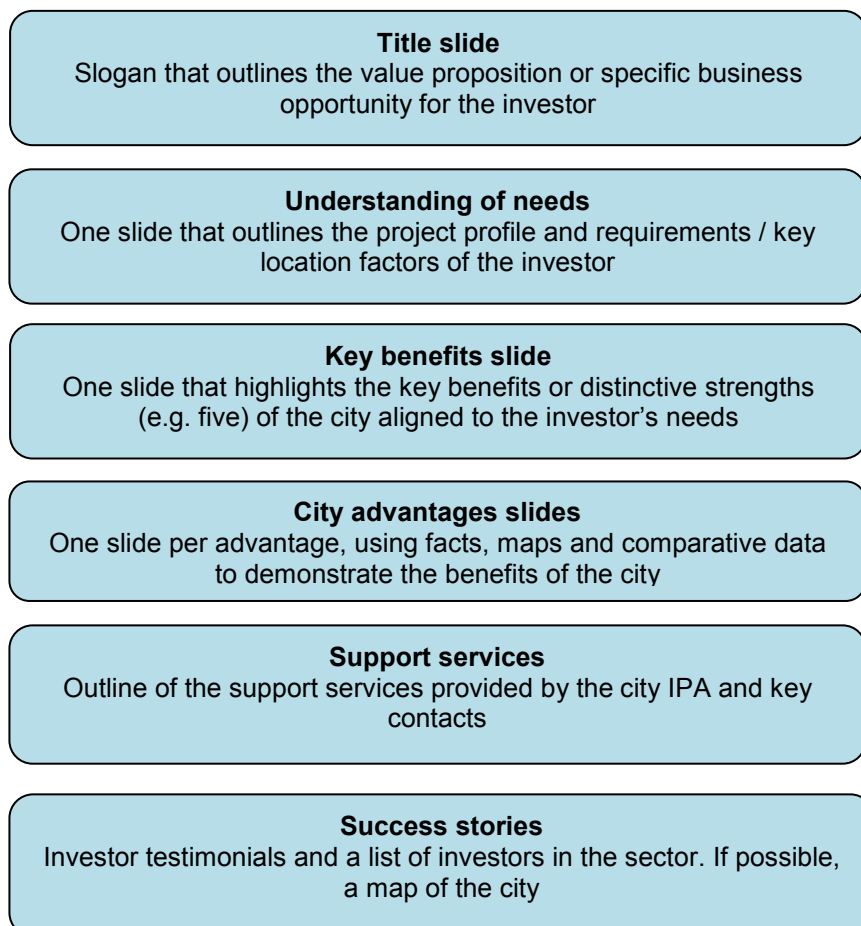 Title slide
Slogan that outlines the value proposition or specific business
opportunity for the investor
Understanding of needs
One slide that outlines the project profile and requirements / key
location factors of the investor
Key benefits slide
One slide that highlights the key benefits or distinctive strengths
(e.g. five) of the city aligned to the investor’s needs
City advantages slides
One slide per advantage, using facts, maps and comparative data
to demonstrate the benefits of the city
Support services
Outline of the support services provided by the city IPA and key
contacts
Success stories
Investor testimonials and a list of investors in the sector. If possible,
a map of the city